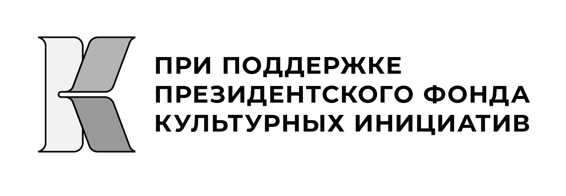 ПРИ ПОДДЕРЖКЕ
ПРЕЗИДЕНТСКОГО ФОНДА
КУЛЬТУРНЫХ ИНИЦИАТИВ